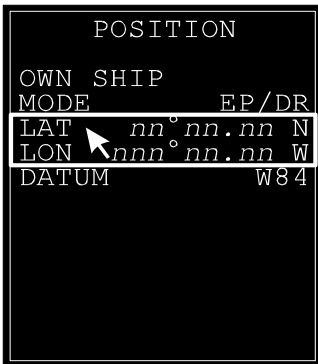 POSITION
OWN SHIP
MODE EP/DR
LAT nn°nn.nn N
LON nnn°nn.nn W
DATUM W84